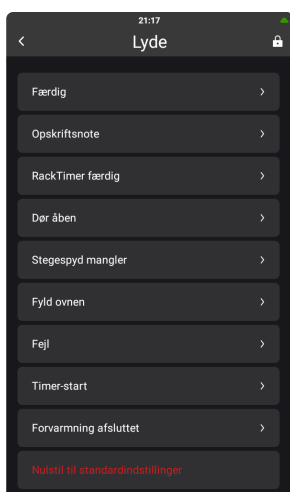 21:17
Lyde
Færdig
Opskriftsnote
RackTimer færdig
Dør åben
Stegespyd mangler
Fyld ovnen
Fejl
Timer-start
Forvarmning afsluttet
Nulstil til standardindstillinger